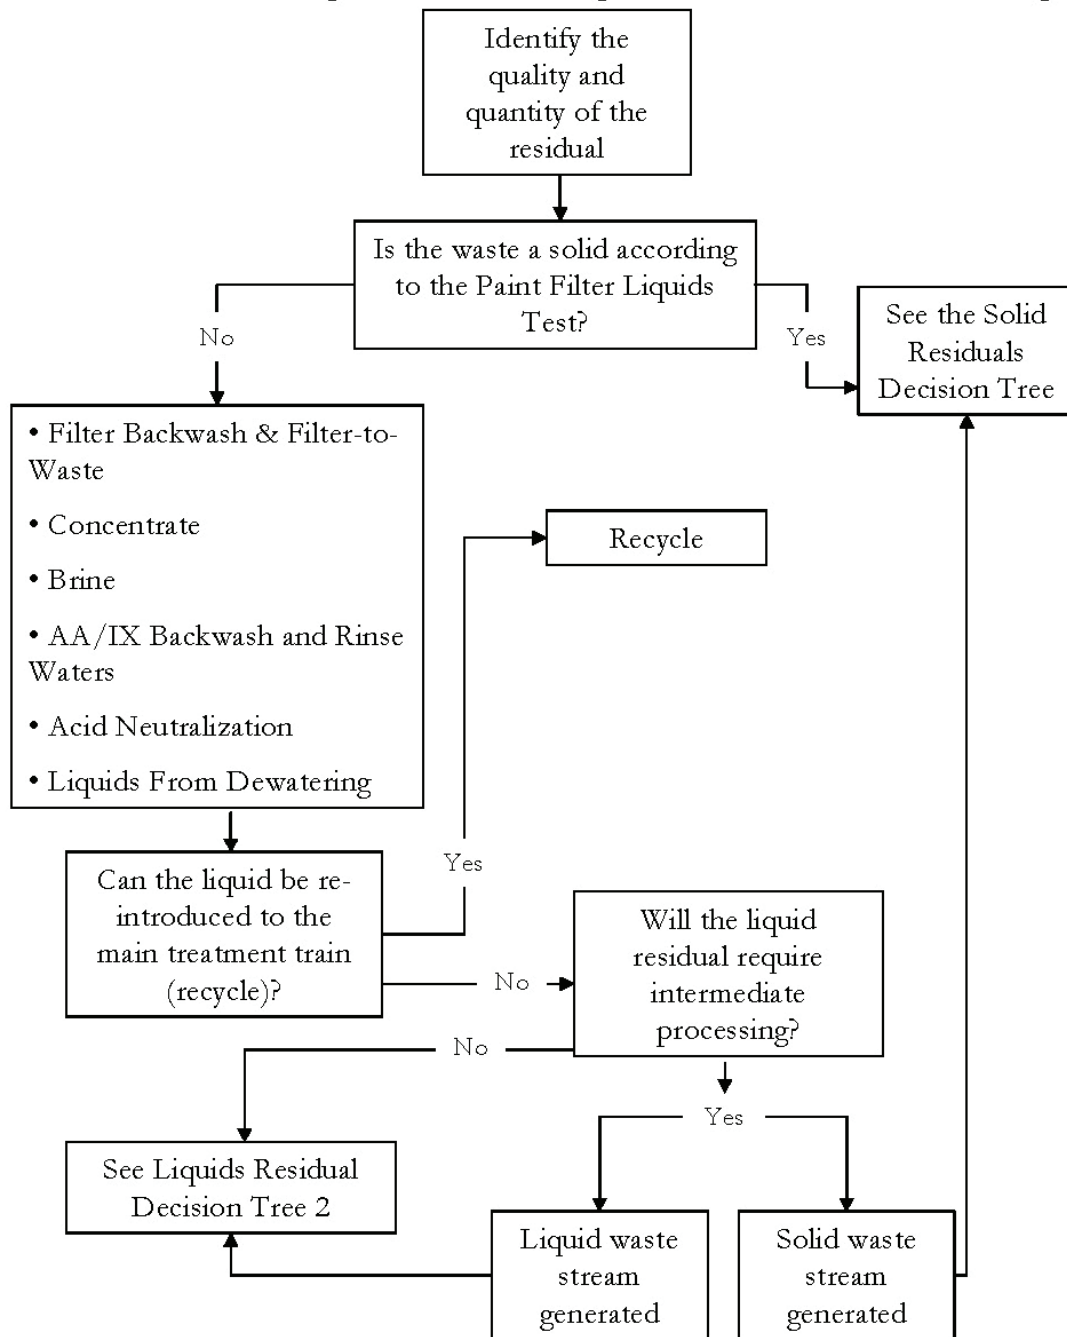 Identify the
quality and
quantity of the
residual
Is the waste a solid according
to the Paint Filter Liquids
Test?
No
Yes
See the Solid
Residuals
Decision Tree
• Filter Backwash & Filter-to-
Waste
• Concentrate
• Brine
• AA/IX Backwash and Rinse
Waters
• Acid Neutralization
• Liquids From Dewatering
Recycle
Yes
Can the liquid be re-
introduced to the
main treatment train
(recycle)?
No
Will the liquid
residual require
intermediate
processing?
No
Yes
See Liquids Residual
Decision Tree 2
Liquid waste
stream
generated
Solid waste
stream
generated